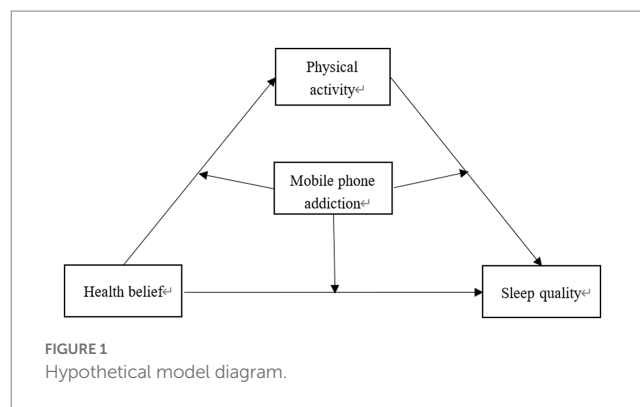 Physical
activity↵
Mobile phone
addiction↵
Health belief↵
Sleep quality↵
FIGURE 1
Hypothetical model diagram.